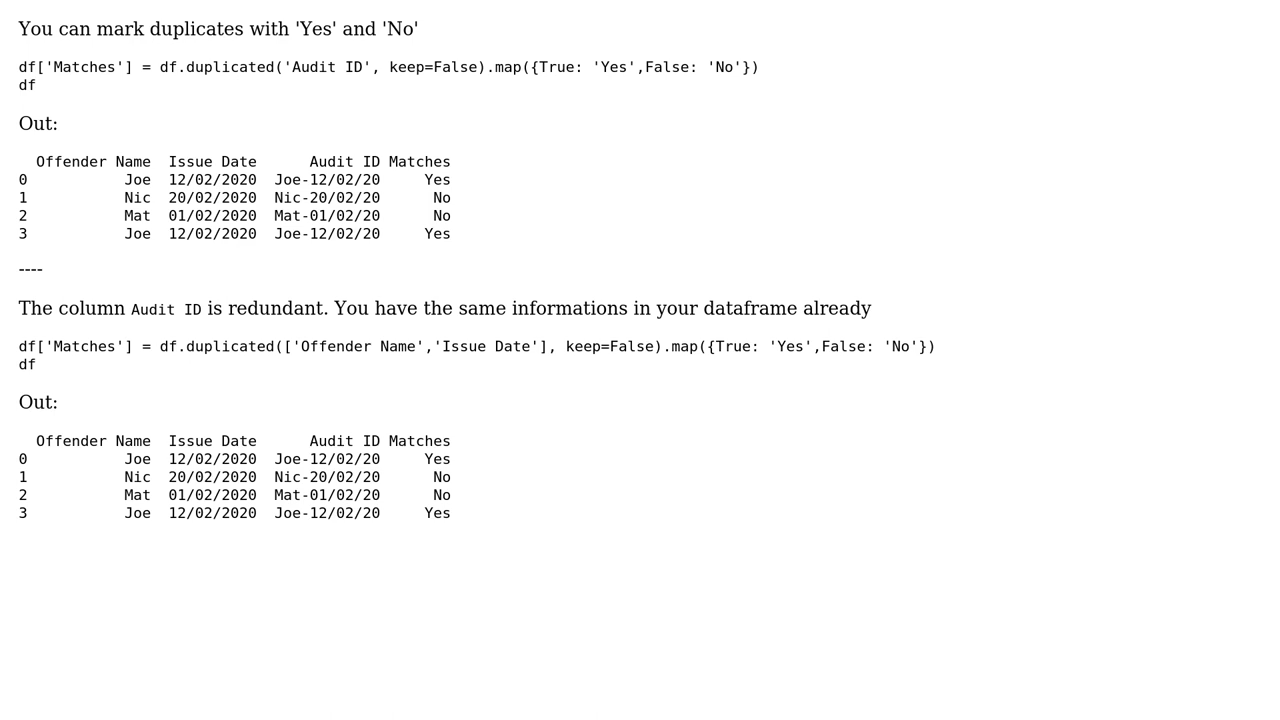 You can mark duplicates with 'Yes' and 'No'
df['Matches'] = df.duplicated('Audit ID', keep=False).map({True: 'Yes',False: 'No'})
df
Out:
  Offender Name  Issue Date      Audit ID Matches
0           Joe  12/02/2020  Joe-12/02/20     Yes
1           Nic  20/02/2020  Nic-20/02/20      No
2           Mat  01/02/2020  Mat-01/02/20      No
3           Joe  12/02/2020  Joe-12/02/20     Yes
----
The column Audit ID is redundant. You have the same informations in your dataframe already
df['Matches'] = df.duplicated(['Offender Name','Issue Date'], keep=False).map({True: 'Yes',False: 'No'})
df
Out:
  Offender Name  Issue Date      Audit ID Matches
0           Joe  12/02/2020  Joe-12/02/20     Yes
1           Nic  20/02/2020  Nic-20/02/20      No
2           Mat  01/02/2020  Mat-01/02/20      No
3           Joe  12/02/2020  Joe-12/02/20     Yes